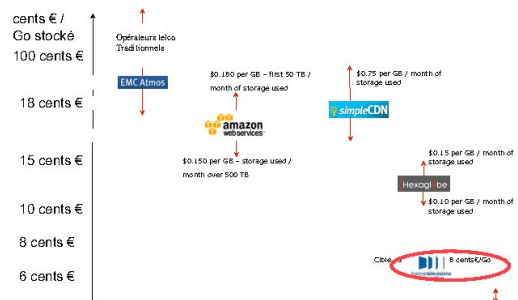 cents € /
Go stocké
100 cents €
18 cents €
15 cents €
10 cents €
8 cents €
6 cents €
Opérateurs telco
Traditionnels
EMC Atmos
$0.180 per GB – first 50 TB /
month of storage used
amazon
webservices
$0.150 per GB – storage used /
month over 500 TB
$0.75 per GB / month of
storage used
simpleCDN
$0.15 per GB / month of
storage used
Hexaglobe
$0.10 per GB / month of
storage used
Cible
8 cents€/Go